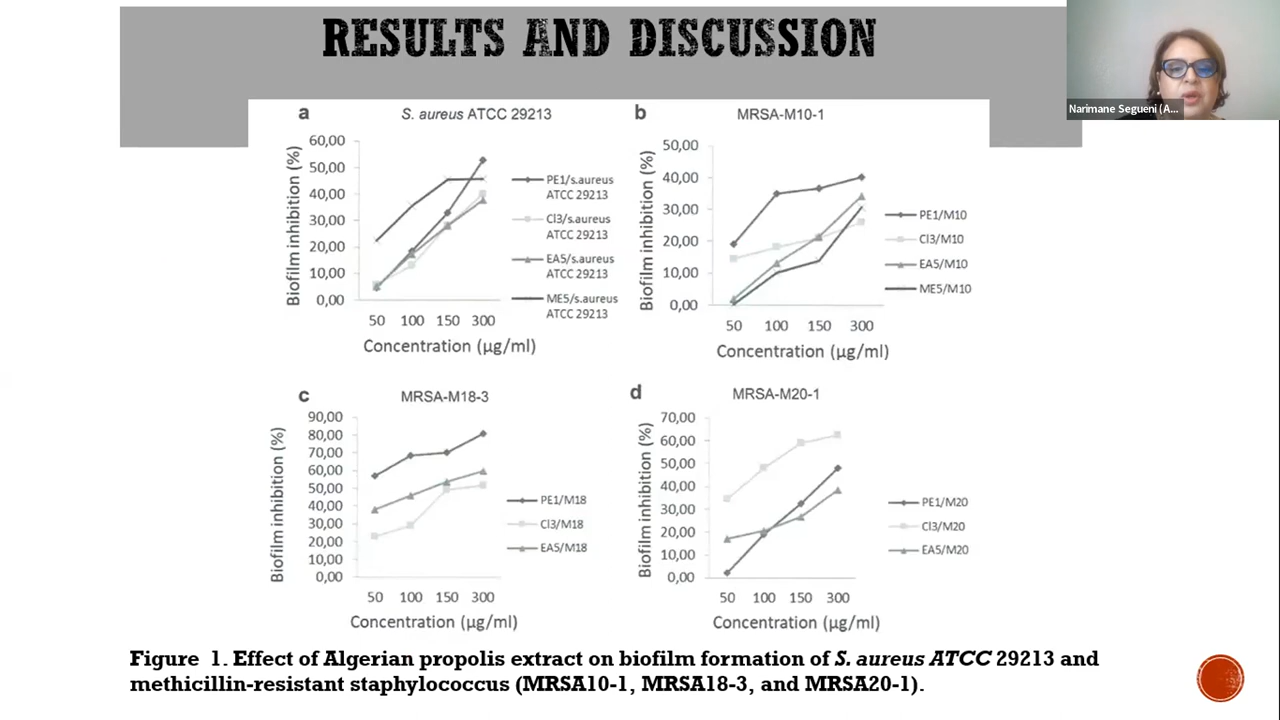 RESULTS AND DISCUSSION
Narimane Segueni (A...
a
S. aureus ATCC 29213
Biofilm inhibition (%)
60,00
50,00
40,00
30,00
20,00
10,00
0,00
50 100 150 300
Concentration (µg/ml)
PE1/s.aureus
ATCC 29213
Cl3/s.aureus
ATCC 29213
EA5/s.aureus
ATCC 29213
ME5/s.aureus
ATCC 29213
b
MRSA-M10-1
Biofilm inhibition (%)
50,00
40,00
30,00
20,00
10,00
0,00
50 100 150 300
Concentration (µg/ml)
PE1/M10
Cl3/M10
EA5/M10
ME5/M10
c
MRSA-M18-3
Biofilm inhibition (%)
90,00
80,00
70,00
60,00
50,00
40,00
30,00
20,00
10,00
0,00
50 100 150 300
Concentration (µg/ml)
PE1/M18
Cl3/M18
EA5/M18
d
MRSA-M20-1
Biofilm inhibition (%)
70,00
60,00
50,00
40,00
30,00
20,00
10,00
0,00
50 100 150 300
Concentration (µg/ml)
PE1/M20
Cl3/M20
EA5/M20
Figure 1. Effect of Algerian propolis extract on biofilm formation of S. aureus ATCC 29213 and
methicillin-resistant staphylococcus (MRSA10-1, MRSA18-3, and MRSA20-1).